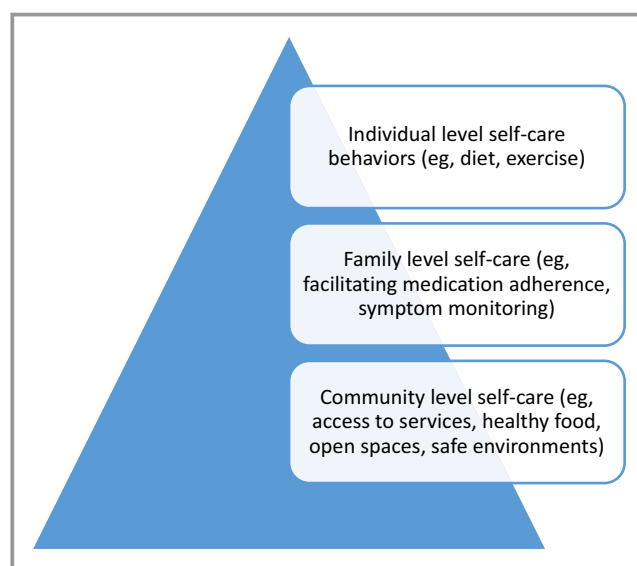 Individual level self-care
behaviors (eg, diet, exercise)
Family level self-care (eg,
facilitating medication adherence,
symptom monitoring)
Community level self-care (eg,
access to services, healthy food,
open spaces, safe environments)